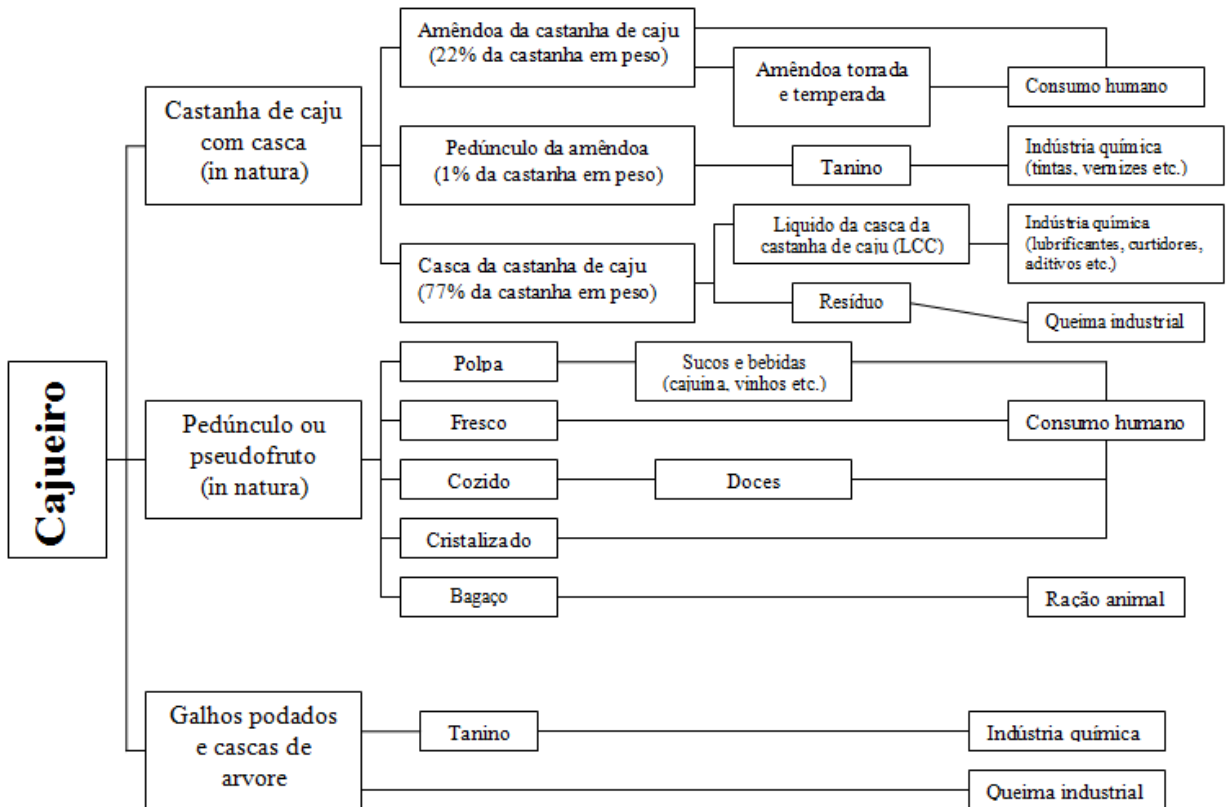 Cajueiro
Castanha de caju
com casca
(in natura)
Amêndoa da castanha de caju
(22% da castanha em peso)
Amêndoa torrada
e temperada
Consumo humano
Pedúnculo da amêndoa
(1% da castanha em peso)
Tanino
Indústria química
(tintas, vernizes etc.)
Casca da castanha de caju
(77% da castanha em peso)
Liquido da casca da
castanha de caju (LCC)
Indústria química
(lubrificantes, curtidores,
aditivos etc.)
Resíduo
Queima industrial
Pedúnculo ou
pseudofruto
(in natura)
Polpa
Sucos e bebidas
(cajuina, vinhos etc.)
Fresco
Consumo humano
Cozido
Doces
Cristalizado
Bagaço
Ração animal
Galhos podados
e cascas de
arvore
Tanino
Indústria química
Queima industrial